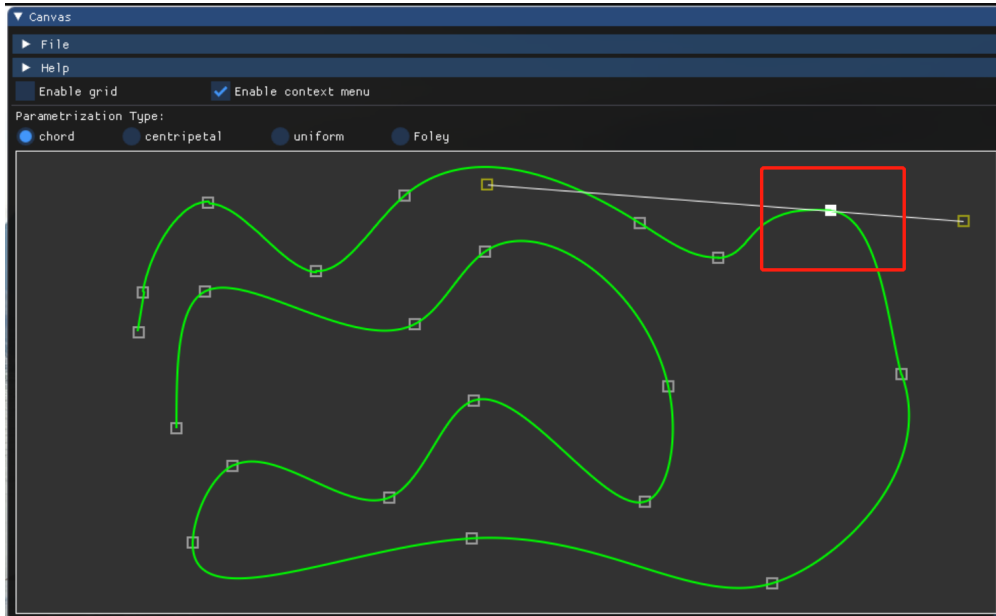 Canvas
File
Help
Enable grid Enable context menu
Parametrization Type:
chord centripetal uniform Foley